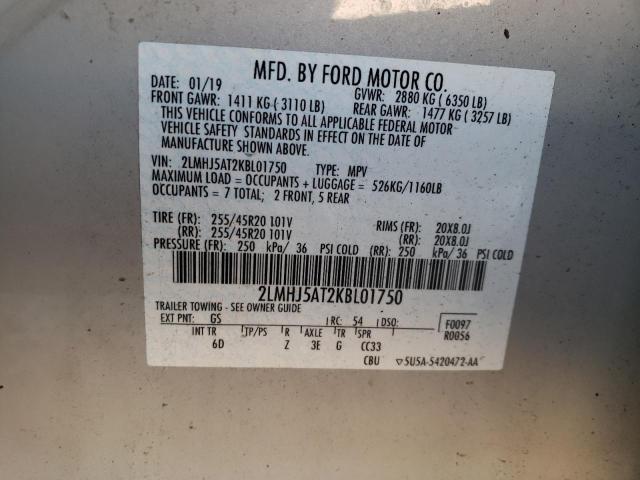 MFD. BY FORD MOTOR CO.
DATE: 01/19 GVWR: 2880 KG ( 6350 LB)
FRONT GAWR: 1411 KG ( 3110 LB) REAR GAWR: 1477 KG ( 3257 LB)
THIS VEHICLE CONFORMS TO ALL APPLICABLE FEDERAL MOTOR
VEHICLE SAFETY STANDARDS IN EFFECT ON THE DATE OF
MANUFACTURE SHOWN ABOVE.
VIN: 2LMHJ5AT2KBL01750 TYPE: MPV
MAXIMUM LOAD = OCCUPANTS + LUGGAGE = 526KG/1160LB
OCCUPANTS = 7 TOTAL; 2 FRONT, 5 REAR
TIRE (FR): 255/45R20 101V RIMS (FR): 20X8.0J
(RR): 255/45R20 101V (RR): 20X8.0J
PRESSURE (FR): 250 kPa/ 36 PSI COLD (RR): 250 kPa/ 36 PSI COLD
2LMHJ5AT2KBL01750
TRAILER TOWING - SEE OWNER GUIDE
EXT PNT: GS RC: 54 DSO: F0097
R0056
INT TR TP/PS R AXLE TR SPR
6D Z 3E G CC33
CBU 5U5A-5420472-AA